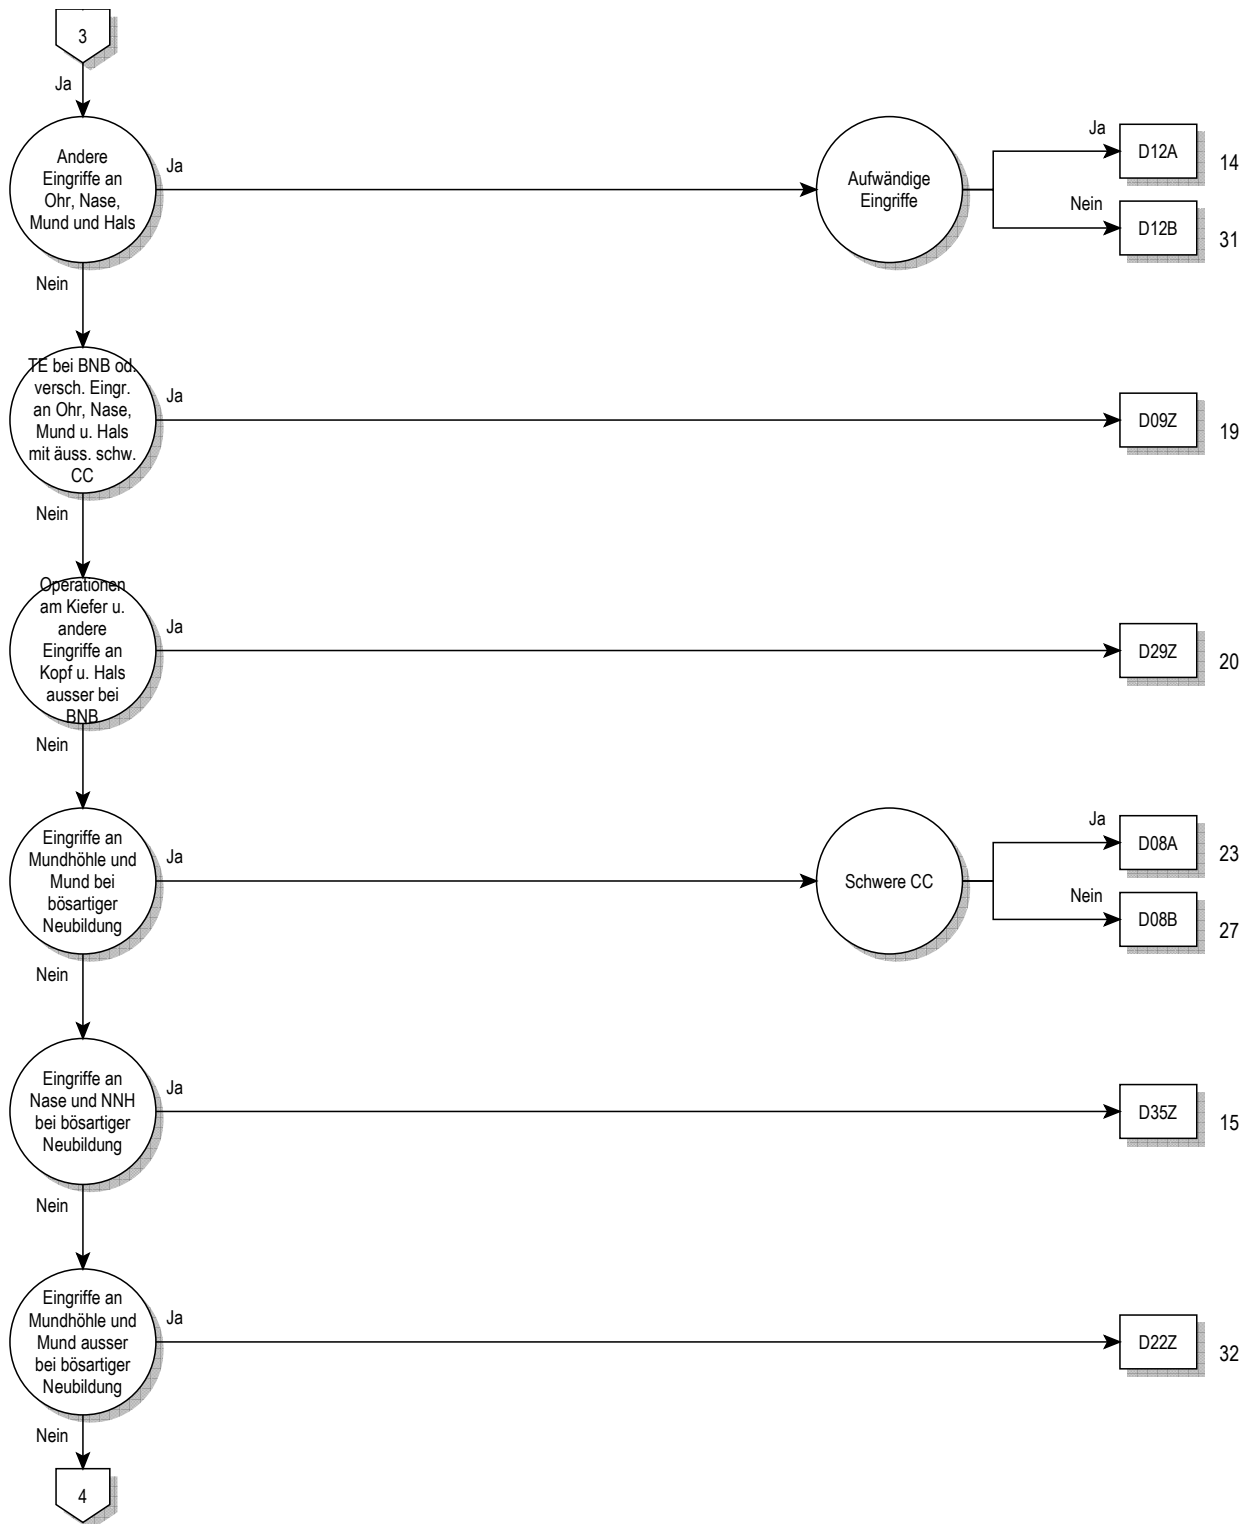 3
Ja
Andere
Eingriffe an
Ohr, Nase,
Mund und Hals
Ja
Aufwändige
Eingriffe
Ja
D12A
14
Nein
D12B
31
Nein
TE bei BNB od.
versch. Eingr.
an Ohr, Nase,
Mund u. Hals
mit äuss. schw.
CC
Ja
D09Z
19
Nein
Operationen
am Kiefer u.
andere
Eingriffe an
Kopf u. Hals
ausser bei
BNB
Ja
D29Z
20
Nein
Eingriffe an
Mundhöhle und
Mund bei
bösartiger
Neubildung
Ja
Schwere CC
Ja
D08A
23
Nein
D08B
27
Nein
Eingriffe an
Nase und NNH
bei bösartiger
Neubildung
Ja
D35Z
15
Nein
Eingriffe an
Mundhöhle und
Mund ausser
bei bösartiger
Neubildung
Ja
D22Z
32
Nein
4